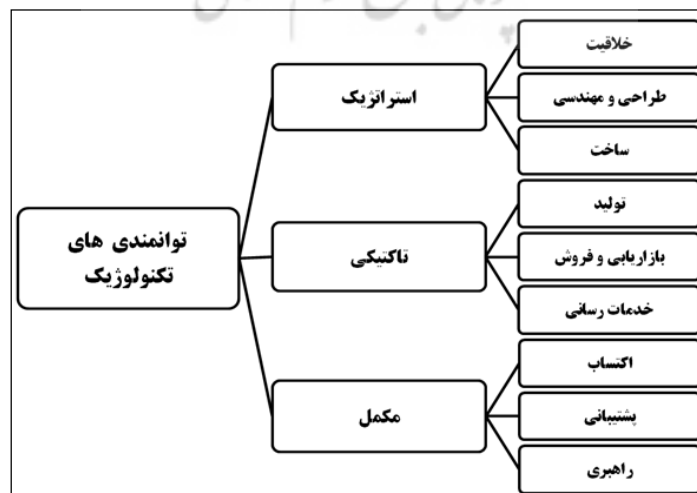 توانمندی های
تکنولوژیک
استراتژیک
خلاقیت
طراحی و مهندسی
ساخت
تاکتیکی
تولید
بازاریابی و فروش
خدمات رسانی
مکمل
اکتساب
پشتیبانی
راهبری